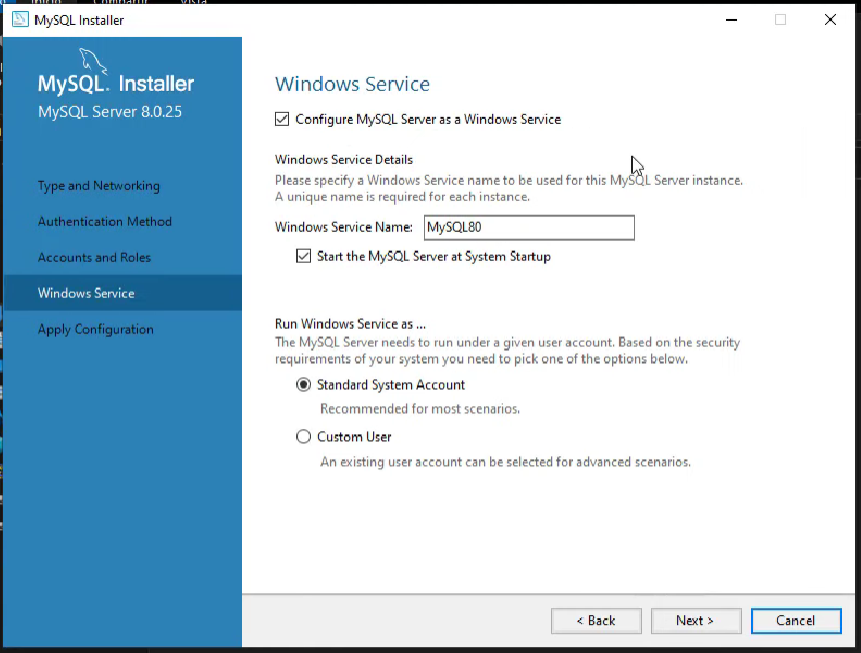 MySQL Installer
MySQL. Installer
MySQL Server 8.0.25
Type and Networking
Authentication Method
Accounts and Roles
Windows Service
Apply Configuration
Windows Service
Configure MySQL Server as a Windows Service
Windows Service Details
Please specify a Windows Service name to be used for this MySQL Server instance.
A unique name is required for each instance.
Windows Service Name: MySQL80
Start the MySQL Server at System Startup
Run Windows Service as ...
The MySQL Server needs to run under a given user account. Based on the security
requirements of your system you need to pick one of the options below.
Standard System Account
Recommended for most scenarios.
Custom User
An existing user account can be selected for advanced scenarios.
< Back
Next >
Cancel